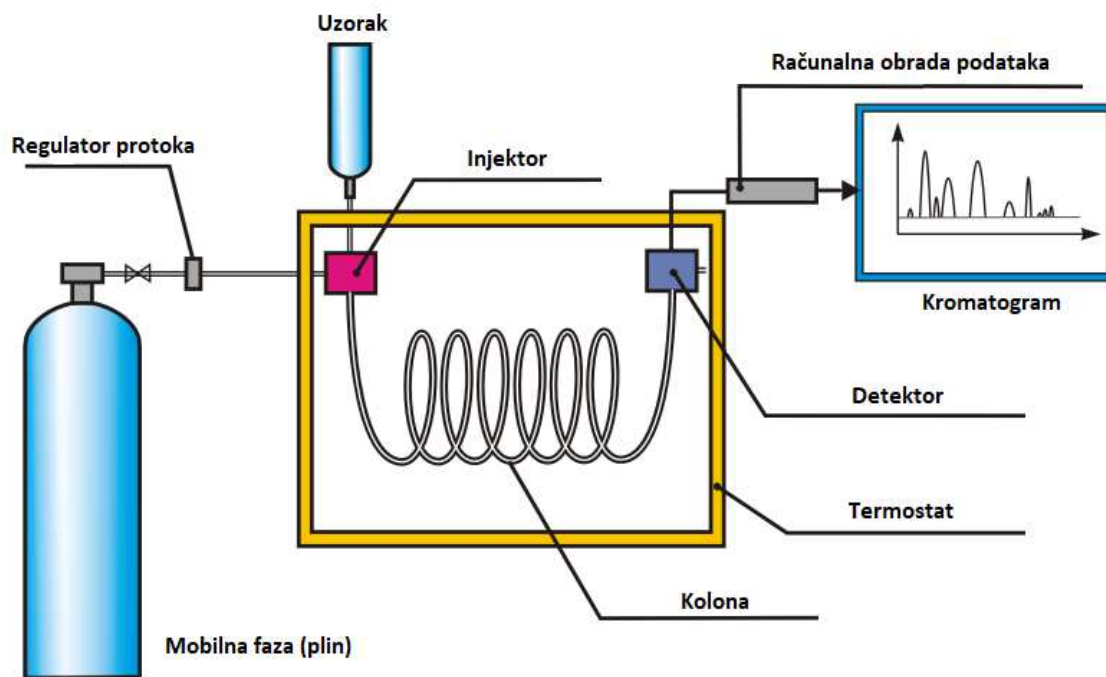 Uzorak
Računalna obrada podataka
Regulator protoka
Injektor
Kromatogram
Detektor
Termostat
Kolona
Mobilna faza (plin)